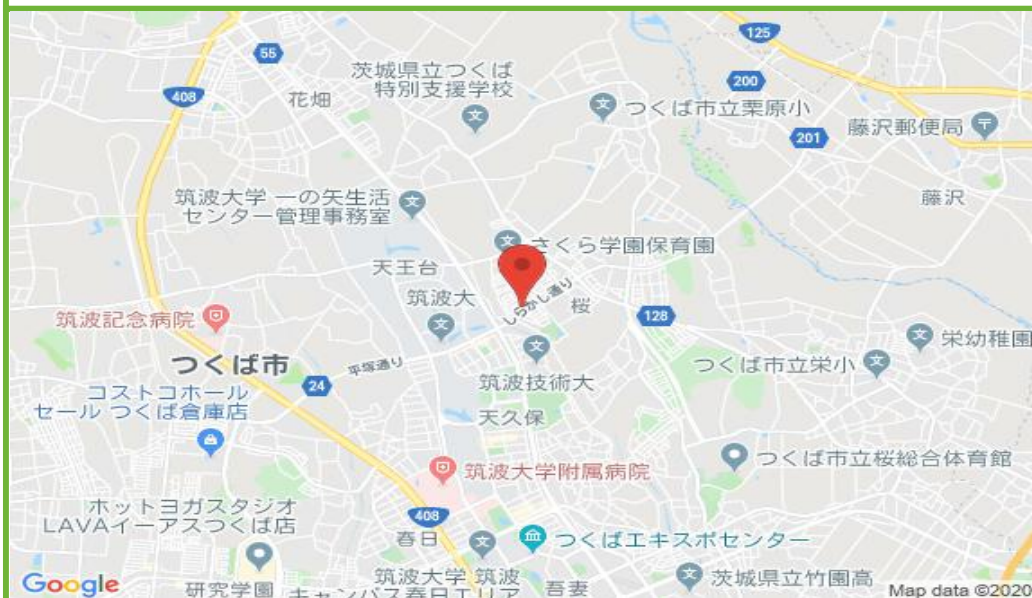 125
55
茨城県立つくば
特別支援学校
200
408
花畑
つくば市立栗原小
藤沢郵便局
201
筑波大学 一の矢生活
センター管理事務室
藤沢
さくら学園保育園
天王台
筑波大
しらかし通り
桜
筑波記念病院
128
栄幼稚園
つくば市
平塚通り
つくば市立栄小
24
筑波技術大
コストコホール
セール つくば倉庫店
天久保
筑波大学附属病院
つくば市立桜総合体育館
ホットヨガスタジオ
LAVAイーアスつくば店
408
春日
つくばエキスポセンター
Google
研究学園
筑波大学 筑波
キャンパス春日エリア
吾妻
茨城県立竹園高
Map data ©2020